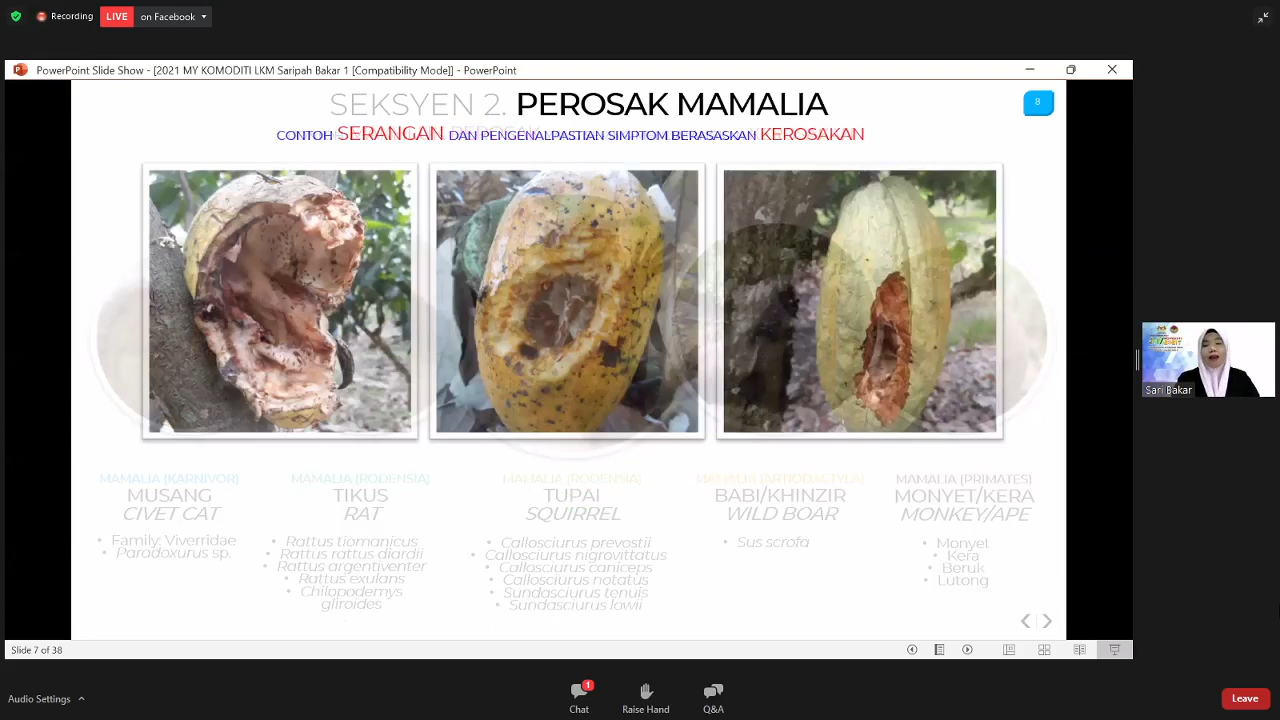 Recording
LIVE on Facebook
PowerPoint Slide Show - [2021 MY KOMODITI LKM Saripah Bakar 1 [Compatibility Mode]] - PowerPoint
SEKSYEN 2. PEROSAK MAMALIA
8
CONTOH SERANGAN DAN PENGENALPASTIAN SIMPTOM BERASASKAN KEROSAKAN
MAMALIA (KARNIVOR)
MUSANG
CIVET CAT
• Family; Viverridae
• Paradoxurus sp.
MAMALIA (RODENSIA)
TIKUS
RAT
• Rattus tiomanicus
• Rattus rattus diardii
• Rattus argentiventer
• Rattus exulans
• Chilopodemys
gliroides
MAMALIA (RODENSIA)
TUPAI
SQUIRREL
• Callosciurus prevostii
• Callosciurus nigrovittatus
• Callosciurus caniceps
• Callosciurus notatus
• Sundasciurus tenuis
• Sundasciurus lowii
MAMALIA (ARTIODACTYLA)
BABI/KHINZIR
WILD BOAR
• Sus scrofa
MAMALIA (PRIMATES)
MONYET/KERA
MONKEY/APE
• Monyet
• Kera
• Beruk
• Lutong
Sari Bakar
Slide 7 of 38
Audio Settings
1
Chat
Raise Hand
Q&A
Leave